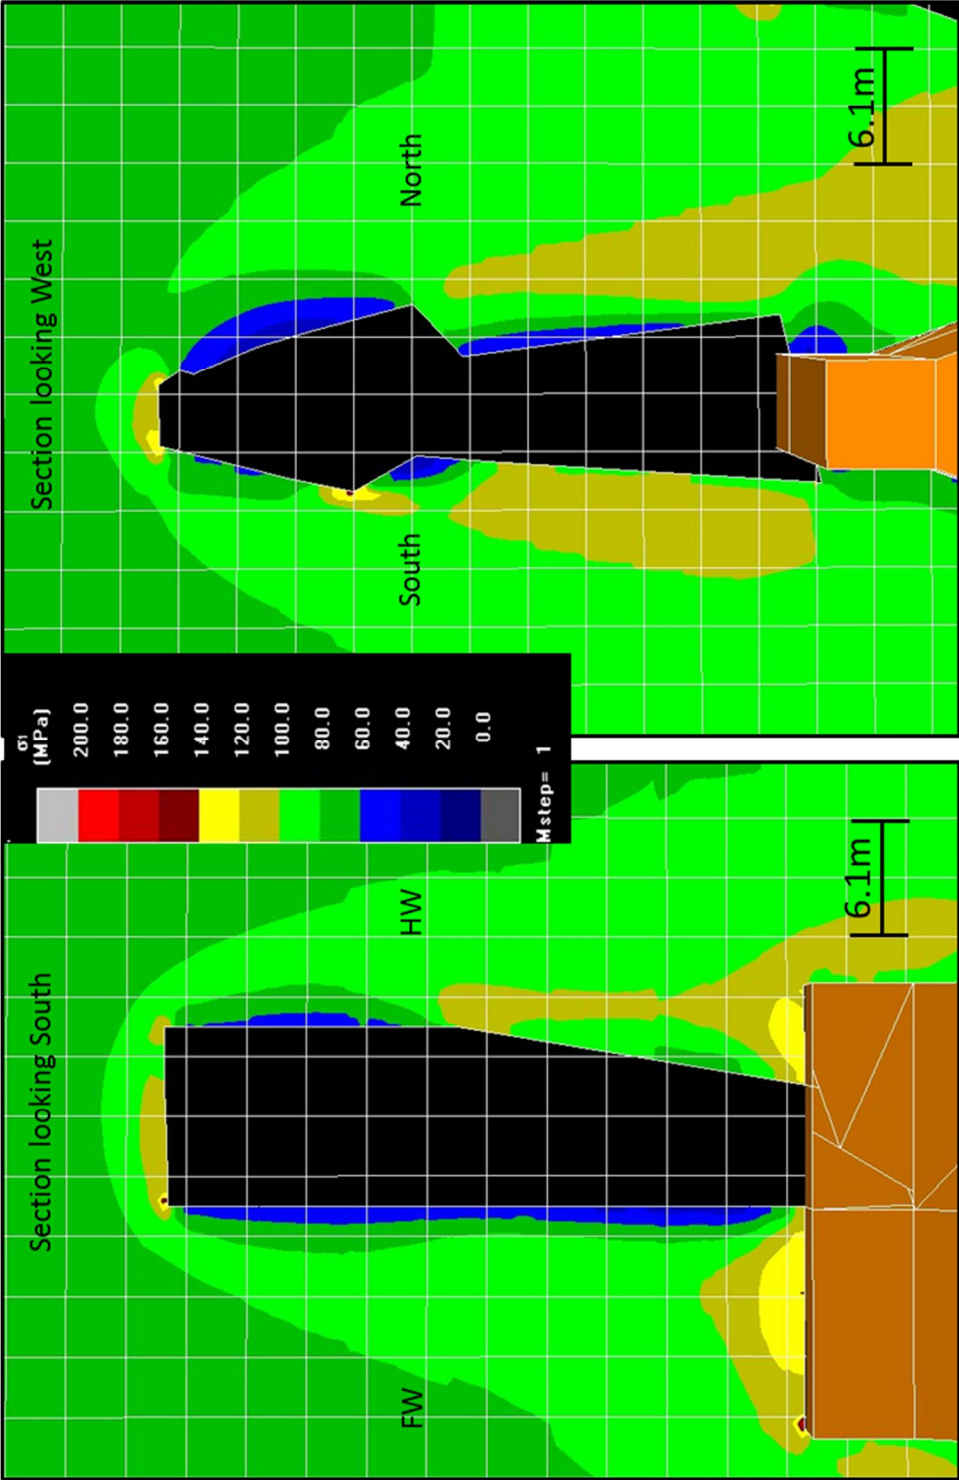 Section looking South
FW
HW
6.1m
σ1
(MPa)
200.0
180.0
160.0
140.0
120.0
100.0
80.0
60.0
40.0
20.0
0.0
Mstep= 1
Section looking West
South
North
6.1m